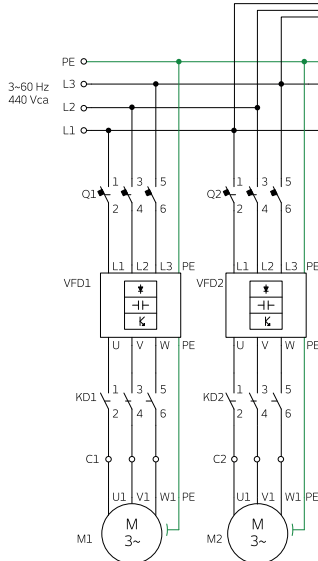 PE
3~60 Hz L3
440 Vca L2
L1
1 3 5 1 3 5
Q1 Q2
2 4 6 2 4 6
L1 L2 L3 PE L1 L2 L3 PE
VFD1 VFD2
U V W PE U V W PE
1 3 5 1 3 5
KD1 KD2
2 4 6 2 4 6
C1 C2
U1 V1 W1 PE U1 V1 W1 PE
M M
M1 3~ M2 3~